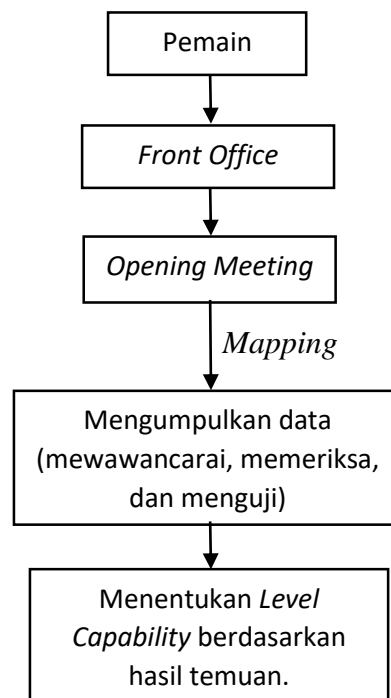 Pemain
Front Office
Opening Meeting
Mapping
Mengumpulkan data
(mewawancarai, memeriksa,
dan menguji)
Menentukan Level
Capability berdasarkan
hasil temuan.